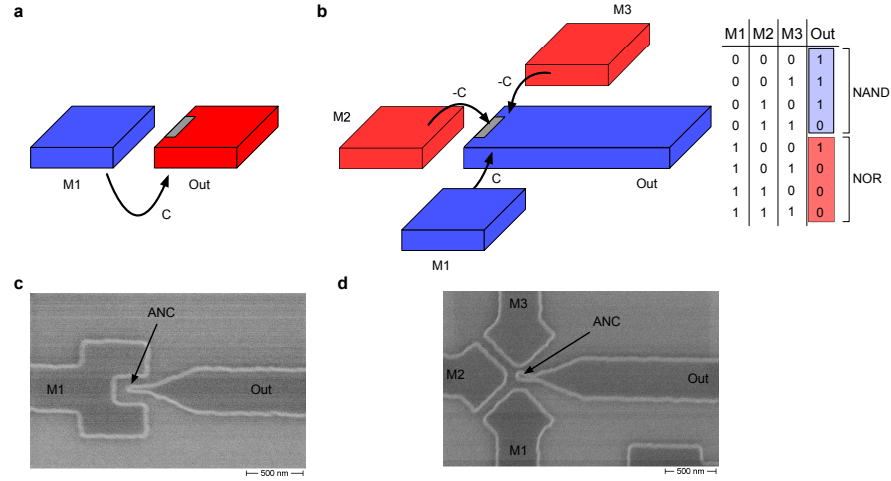 a
M1
Out
C
b
M3
-C
-C
M2
C
Out
M1
M1 M2 M3 Out
0 0 0 1
0 0 1 1
0 1 0 1
0 1 1 0
NAND
1 0 0 1
1 0 1 0
1 1 0 0
1 1 1 0
NOR
c
ANC
M1
Out
500 nm
d
M3
ANC
M2
Out
M1
500 nm